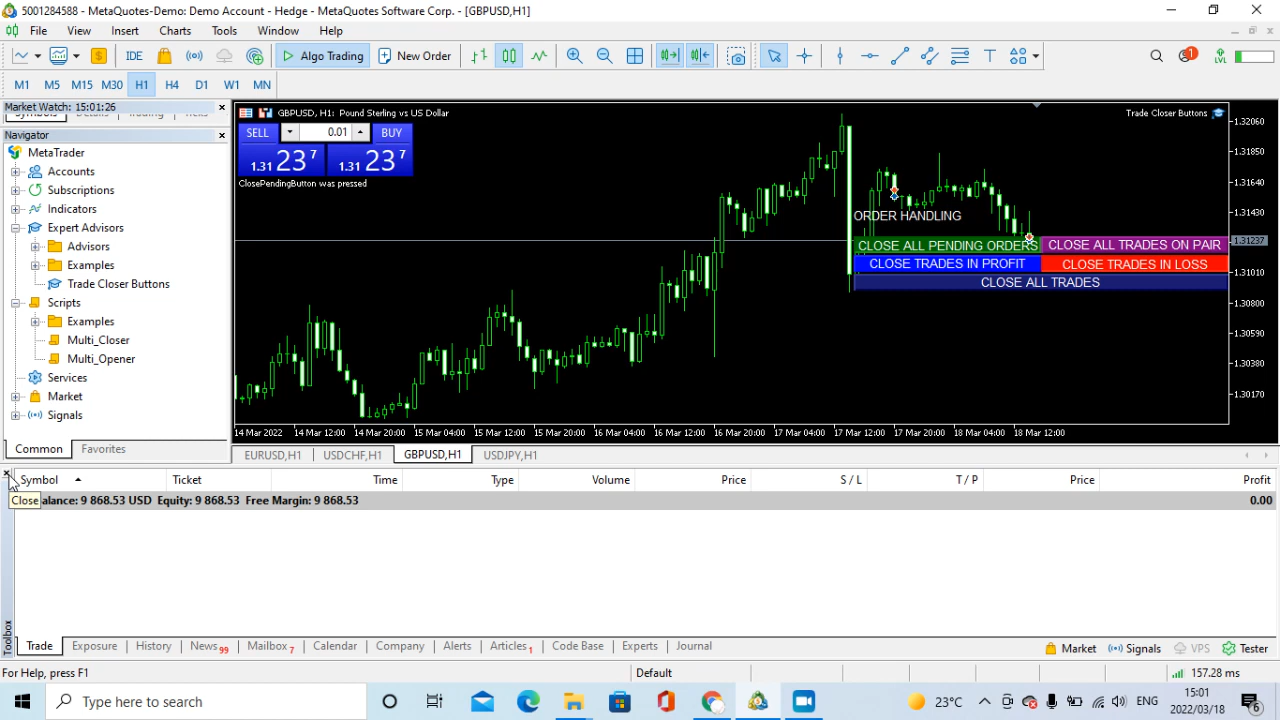 5001284588 - MetaQuotes-Demo: Demo Account - Hedge - MetaQuotes Software Corp. - [GBPUSD,H1]
File View Insert Charts Tools Window Help
IDE Algo Trading New Order 1 LVL
M1 M5 M15 M30 H1 H4 D1 W1 MN
Market Watch: 15:01:26
Navigator
MetaTrader
Accounts
Subscriptions
Indicators
Expert Advisors
Advisors
Examples
Trade Closer Buttons
Scripts
Examples
Multi_Closer
Multi_Opener
Services
Market
Signals
Common Favorites
GBPUSD, H1: Pound Sterling vs US Dollar
Trade Closer Buttons
SELL 0.01 BUY
1.31 23 7 1.31 23 7
ClosePendingButton was pressed
ORDER HANDLING
CLOSE ALL PENDING ORDERS CLOSE ALL TRADES ON PAIR
CLOSE TRADES IN PROFIT CLOSE TRADES IN LOSS
CLOSE ALL TRADES
1.32060
1.31850
1.31640
1.31430
1.31237
1.31010
1.30800
1.30590
1.30380
1.30170
14 Mar 2022 14 Mar 12:00 14 Mar 20:00 15 Mar 04:00 15 Mar 12:00 15 Mar 20:00 16 Mar 04:00 16 Mar 12:00 16 Mar 20:00 17 Mar 04:00 17 Mar 12:00 17 Mar 20:00 18 Mar 04:00 18 Mar 12:00
EURUSD,H1 USDCHF,H1 GBPUSD,H1 USDJPY,H1
Symbol Ticket Time Type Volume Price S / L T / P Price Profit
Close alance: 9 868.53 USD Equity: 9 868.53 Free Margin: 9 868.53 0.00
Toolbox
Trade Exposure History News 99 Mailbox 7 Calendar Company Alerts Articles 1 Code Base Experts Journal Market Signals VPS Tester
For Help, press F1 Default 157.28 ms
Type here to search 23°C ENG 15:01
2022/03/18 6